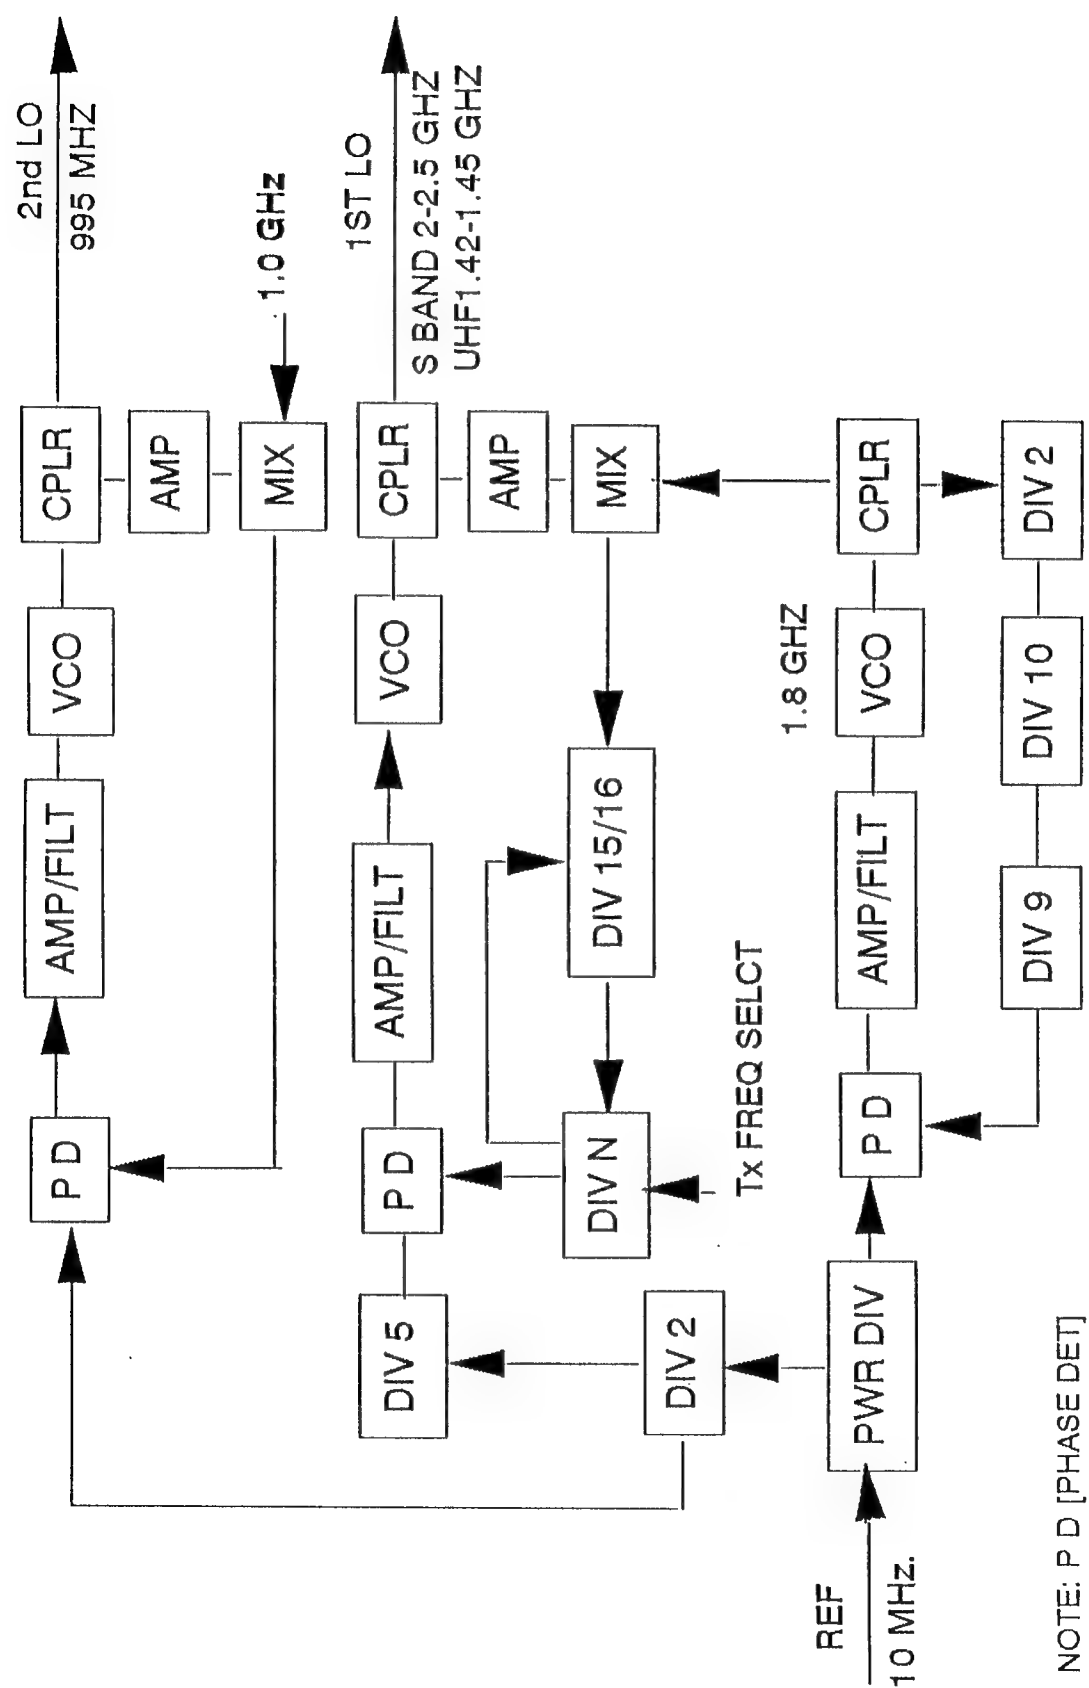 2nd LO
995 MHZ
CPLR
VCO
AMP/FILT
P D
AMP
MIX
1.0 GHz
1ST LO
S BAND 2-2.5 GHZ
UHF1.42-1.45 GHZ
CPLR
VCO
AMP/FILT
P D
DIV 5
AMP
MIX
DIV 15/16
DIV N
Tx FREQ SELCT
DIV 2
1.8 GHZ
CPLR
VCO
AMP/FILT
P D
PWR DIV
REF
10 MHz.
DIV 2
DIV 10
DIV 9
NOTE: P D [PHASE DET]